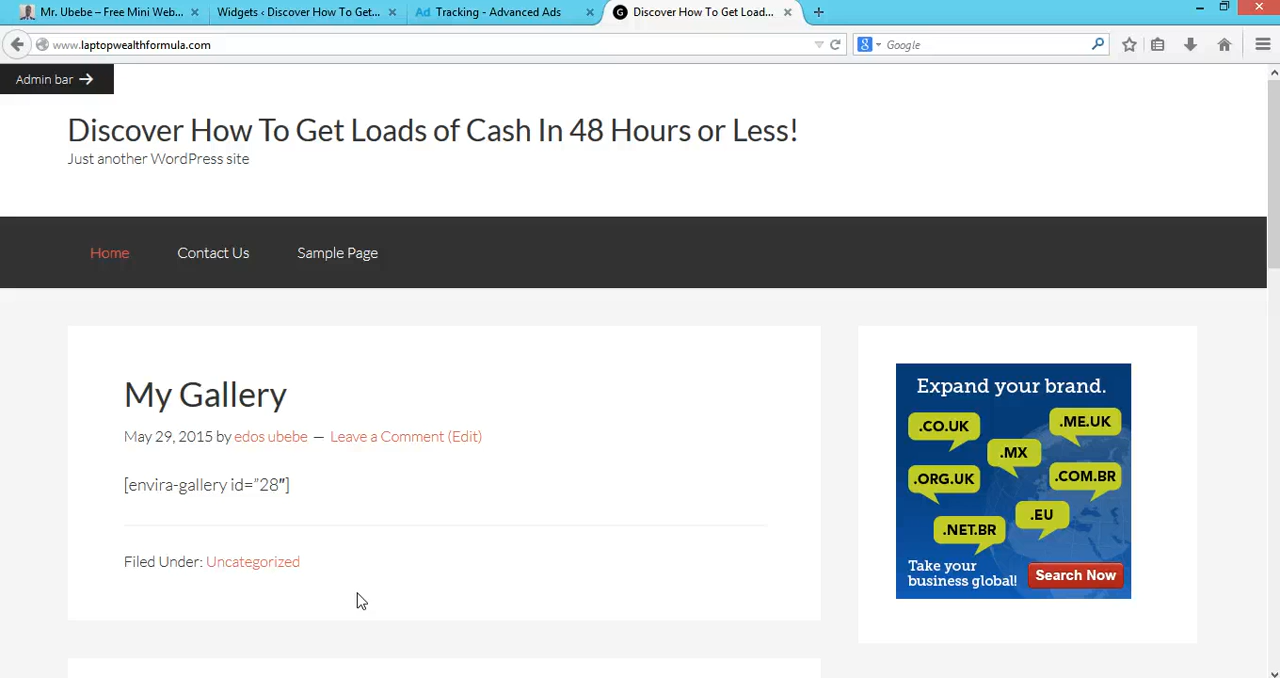 Mr. Ubebe – Free Mini Web...
Widgets ‹ Discover How To Get...
Ad Tracking - Advanced Ads
Discover How To Get Load...
www.laptopwealthformula.com
Google
Admin bar
Discover How To Get Loads of Cash In 48 Hours or Less!
Just another WordPress site
Home
Contact Us
Sample Page
My Gallery
May 29, 2015 by edos ubebe — Leave a Comment (Edit)
[envira-gallery id=”28″]
Filed Under: Uncategorized
Expand your brand.
.CO.UK
.ME.UK
.MX
.ORG.UK
.COM.BR
.EU
.NET.BR
Take your
business global!
Search Now